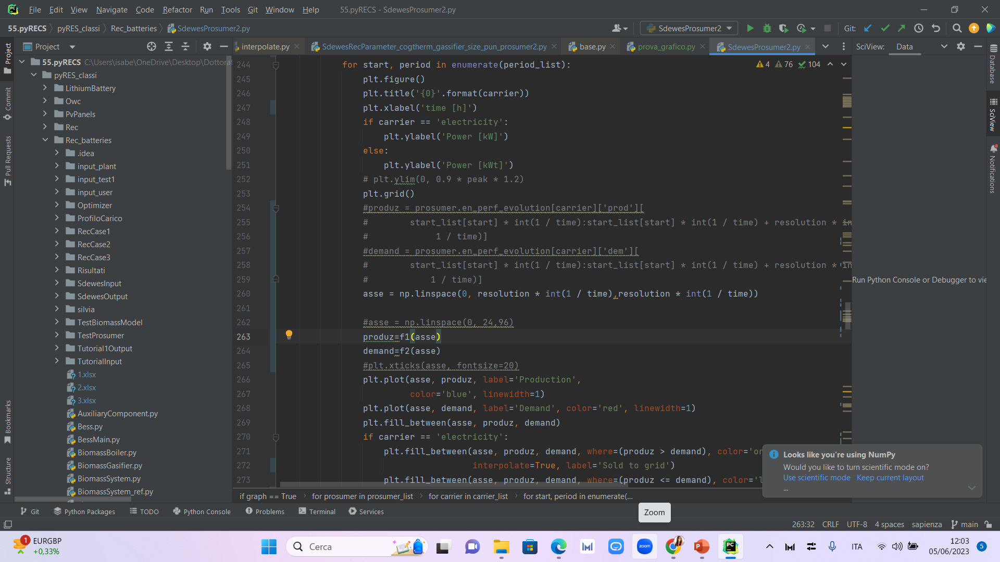 File Edit View Navigate Code Refactor Run Tools Git Window Help 55.pyRECS - SdewesProsumer2.py
55.pyRECS pyRES_classi Rec_batteries SdewesProsumer2.py SdewesProsumer2 Git:
Project
interpolate.py SdewesRecParameter_cogtherm_gassifier_size_pun_prosumer2.py base.py prova_grafico.py SdewesProsumer2.py SciView: Data
Project
Commit
Pull Requests
Bookmarks
Structure
55.pyRECS C:\Users\isabe\OneDrive\Desktop\Dottorat
pyRES_classi
LithiumBattery
Owc
PvPanels
Rec
Rec_batteries
.idea
input_plant
input_test1
input_user
Optimizer
ProfiloCarico
RecCase1
RecCase2
RecCase3
Risultati
SdewesInput
SdewesOutput
silvia
TestBiomassModel
TestProsumer
Tutorial1Output
TutorialInput
1.xlsx
2.xlsx
3.xlsx
AuxiliaryComponent.py
Bess.py
BessMain.py
BiomassBoiler.py
BiomassGasifier.py
BiomassSystem.py
BiomassSystem_ref.py
4 76 104
244 for start, period in enumerate(period_list):
245 plt.figure()
246 plt.title('{0}'.format(carrier))
247 plt.xlabel('time [h]')
248 if carrier == 'electricity':
249 plt.ylabel('Power [kW]')
250 else:
251 plt.ylabel('Power [kWt]')
252 # plt.ylim(0, 0.9 * peak * 1.2)
253 plt.grid()
254 #produz = prosumer.en_perf_evolution[carrier]['prod'][
255 # start_list[start] * int(1 / time):start_list[start] * int(1 / time) + resolution * in
256 # 1 / time)]
257 #demand = prosumer.en_perf_evolution[carrier]['dem'][
258 # start_list[start] * int(1 / time):start_list[start] * int(1 / time) + resolution * in
259 # 1 / time)]
260 asse = np.linspace(0, resolution * int(1 / time),resolution * int(1 / time))
261
262 #asse = np.linspace(0, 24,96)
263 produz=f1(asse)
264 demand=f2(asse)
265 #plt.xticks(asse, fontsize=20)
266 plt.plot(asse, produz, label='Production',
267 color='blue', linewidth=1)
268 plt.plot(asse, demand, label='Demand', color='red', linewidth=1)
269 plt.fill_between(asse, produz, demand)
270 if carrier == 'electricity':
271 plt.fill_between(asse, produz, demand, where=(produz > demand), color='or
272 interpolate=True, label='Sold to grid')
273 plt.fill_between(asse, produz, demand, where=(produz <= demand), color='l
Run Python Console or Debugger to vie
Database
SciView
Notifications
Looks like you're using NumPy
Would you like to turn scientific mode on?
Use scientific mode Keep current layout
...
if graph == True for prosumer in prosumer_list for carrier in carrier_list for start, period in enumerate(...
Git Python Packages TODO Python Console Problems Terminal Services
Zoom
263:32 CRLF UTF-8 4 spaces sapienza main
1 EURGBP
+0,33%
Cerca
zoom
PC
ITA
12:03
05/06/2023
5